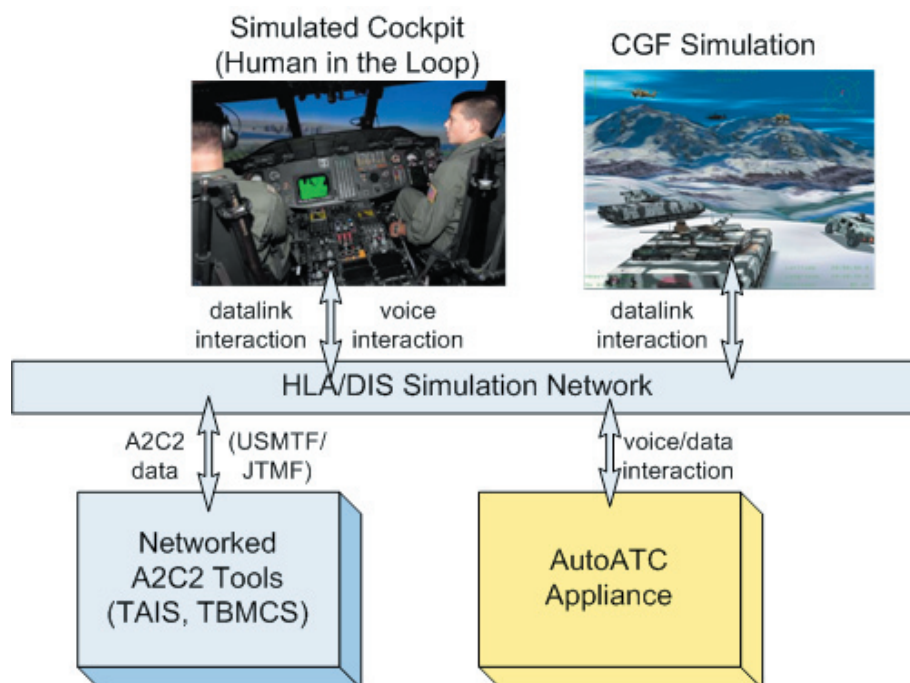 Simulated Cockpit
(Human in the Loop)
CGF Simulation
datalink
interaction
voice
interaction
datalink
interaction
HLA/DIS Simulation Network
A2C2
data
(USMTF/
JTMF)
voice/data
interaction
Networked
A2C2 Tools
(TAIS, TBMCS)
AutoATC
Appliance